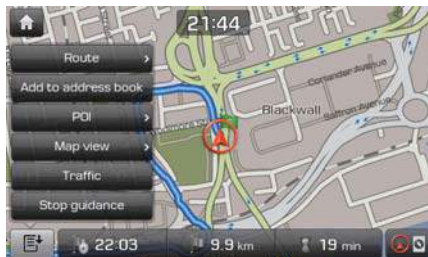 21:44
Route
Add to address book
POI
Map view
Traffic
Stop guidance
Coriander Avenue
Blackwall
Saffron Avenue
22:03
9.9 km
19 min